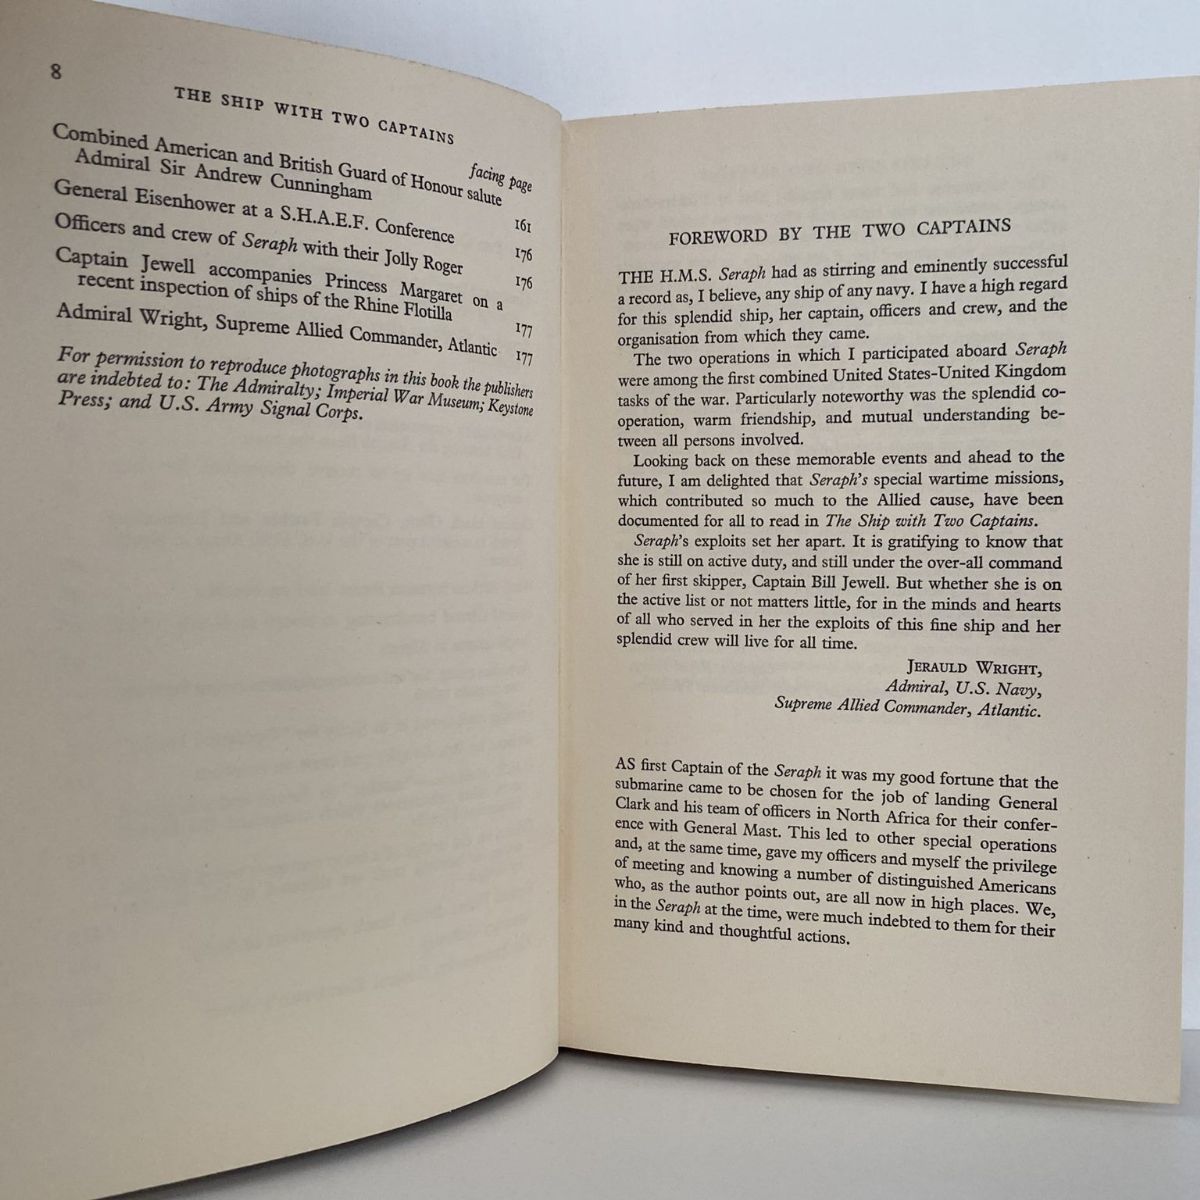 8
THE SHIP WITH TWO CAPTAINS
facing page
Combined American and British Guard of Honour salute
Admiral Sir Andrew Cunningham 161
General Eisenhower at a S.H.A.E.F. Conference 176
Officers and crew of Seraph with their Jolly Roger 176
Captain Jewell accompanies Princess Margaret on a
recent inspection of ships of the Rhine Flotilla 177
Admiral Wright, Supreme Allied Commander, Atlantic 177
For permission to reproduce photographs in this book the publishers
are indebted to: The Admiralty; Imperial War Museum; Keystone
Press; and U.S. Army Signal Corps.
FOREWORD BY THE TWO CAPTAINS
THE H.M.S. Seraph had as stirring and eminently successful
a record as, I believe, any ship of any navy. I have a high regard
for this splendid ship, her captain, officers and crew, and the
organisation from which they came.
The two operations in which I participated aboard Seraph
were among the first combined United States-United Kingdom
tasks of the war. Particularly noteworthy was the splendid co-
operation, warm friendship, and mutual understanding be-
tween all persons involved.
Looking back on these memorable events and ahead to the
future, I am delighted that Seraph's special wartime missions,
which contributed so much to the Allied cause, have been
documented for all to read in The Ship with Two Captains.
Seraph's exploits set her apart. It is gratifying to know that
she is still on active duty, and still under the over-all command
of her first skipper, Captain Bill Jewell. But whether she is on
the active list or not matters little, for in the minds and hearts
of all who served in her the exploits of this fine ship and her
splendid crew will live for all time.
JERAULD WRIGHT,
Admiral, U.S. Navy,
Supreme Allied Commander, Atlantic.
AS first Captain of the Seraph it was my good fortune that the
submarine came to be chosen for the job of landing General
Clark and his team of officers in North Africa for their confer-
ence with General Mast. This led to other special operations
and, at the same time, gave my officers and myself the privilege
of meeting and knowing a number of distinguished Americans
who, as the author points out, are all now in high places. We,
in the Seraph at the time, were much indebted to them for their
many kind and thoughtful actions.